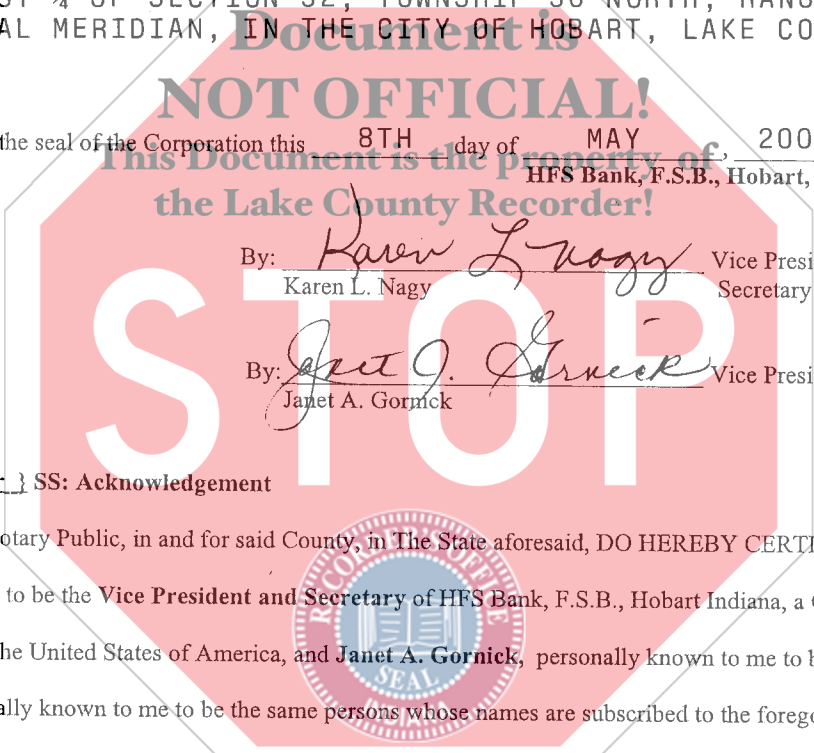 AL MERIDIAN, IN THE CITY OF HOBART, LAKE CO
Document is
NOT OFFICIAL!
the seal of the Corporation this 8TH day of MAY, 200
This Document is the property of
HFS Bank, F.S.B., Hobart,
the Lake County Recorder!
By: Karen L Nagy Vice Presi
Karen L. Nagy Secretary
STOP
By: Janet J. Gornick Vice Presi
Janet A. Gornick
} SS: Acknowledgement
otary Public, in and for said County, in The State aforesaid, DO HEREBY CERTI
RECORDER'S OFFICE
to be the Vice President and Secretary of HFS Bank, F.S.B., Hobart Indiana, a
he United States of America, and Janet A. Gornick, personally known to me to b
SEAL
INDIANA
ally known to me to be the same persons whose names are subscribed to the forego